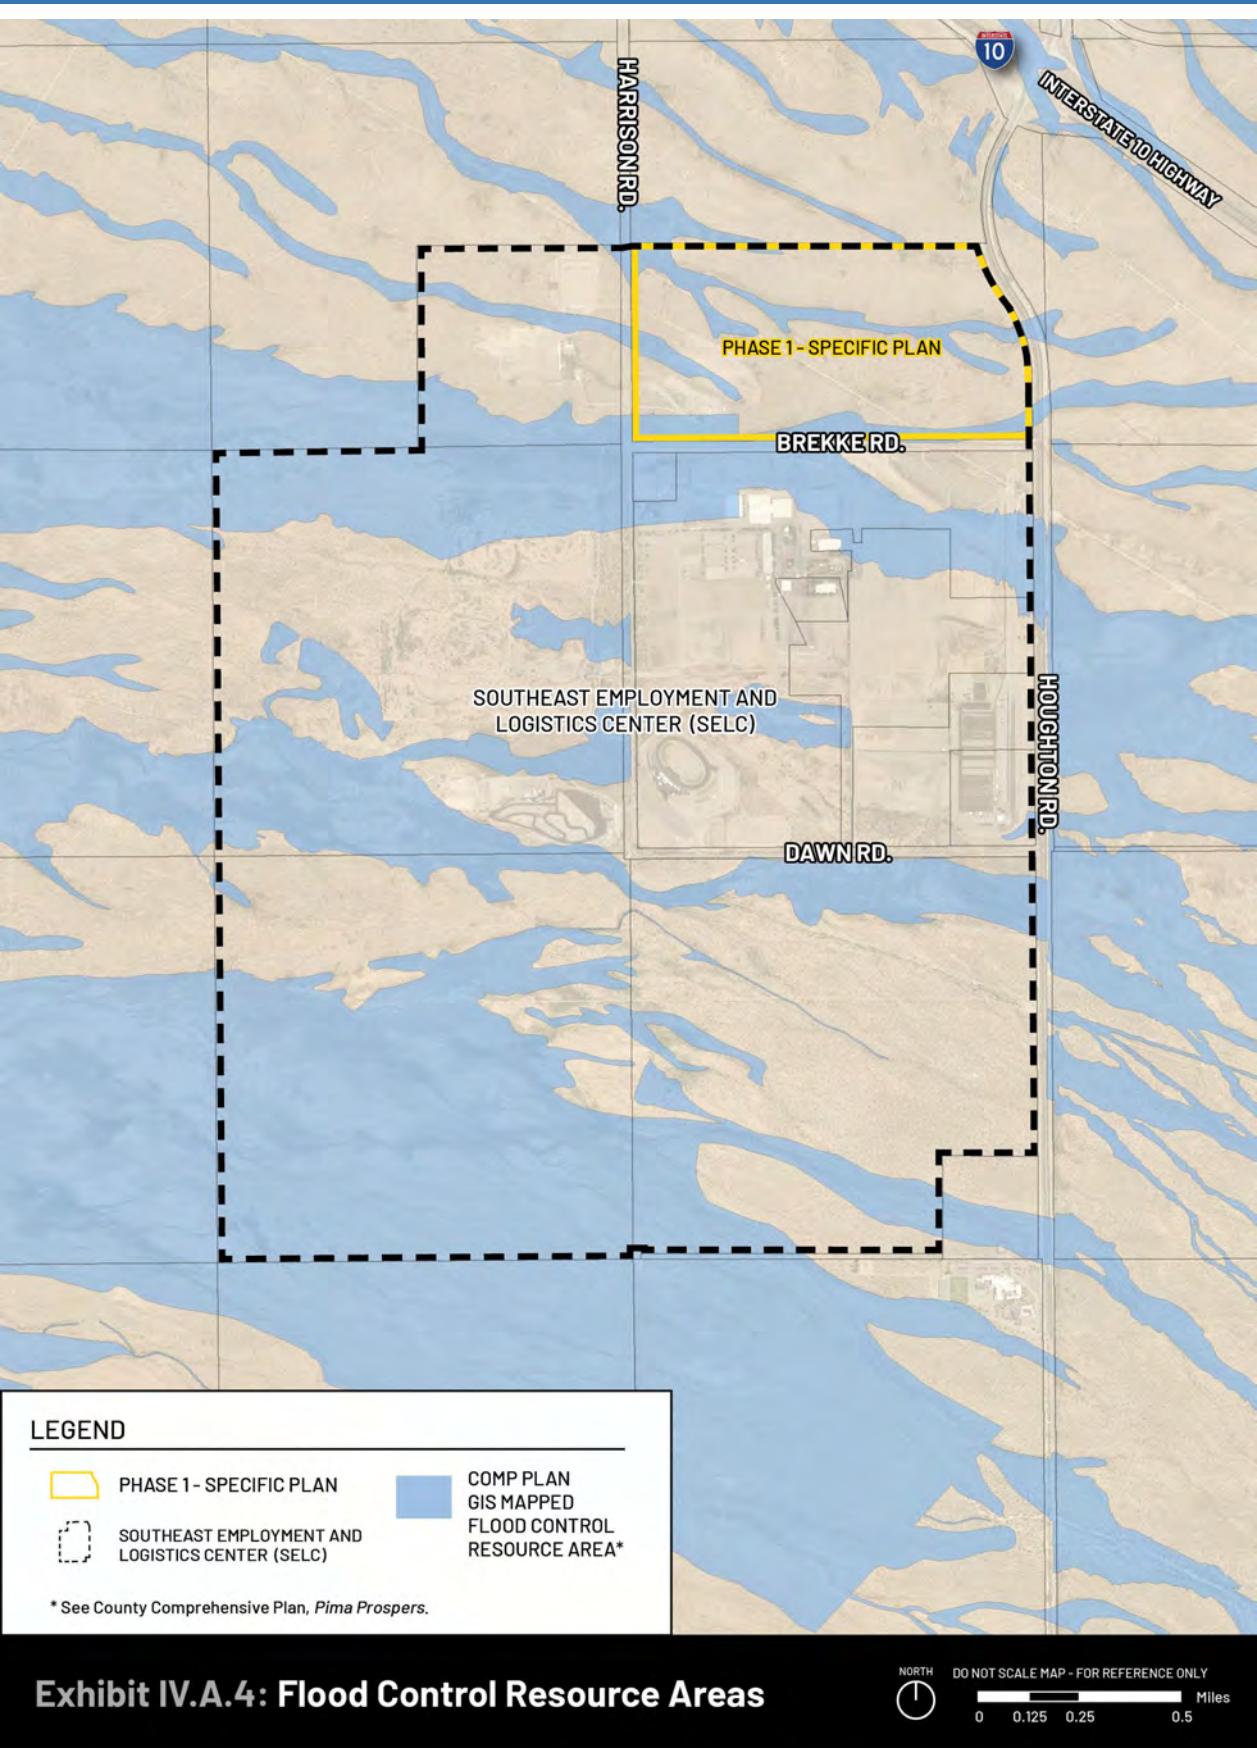 INTERSTATE
10
INTERSTATE 10 HIGHWAY
HARRISON RD.
PHASE 1 - SPECIFIC PLAN
BREKKE RD.
SOUTHEAST EMPLOYMENT AND
LOGISTICS CENTER (SELC)
HOUGHTON RD.
DAWN RD.
LEGEND
PHASE 1 - SPECIFIC PLAN
SOUTHEAST EMPLOYMENT AND
LOGISTICS CENTER (SELC)
COMP PLAN
GIS MAPPED
FLOOD CONTROL
RESOURCE AREA*
* See County Comprehensive Plan, Pima Prospers.
Exhibit IV.A.4: Flood Control Resource Areas
NORTH
DO NOT SCALE MAP - FOR REFERENCE ONLY
Miles
0 0.125 0.25 0.5